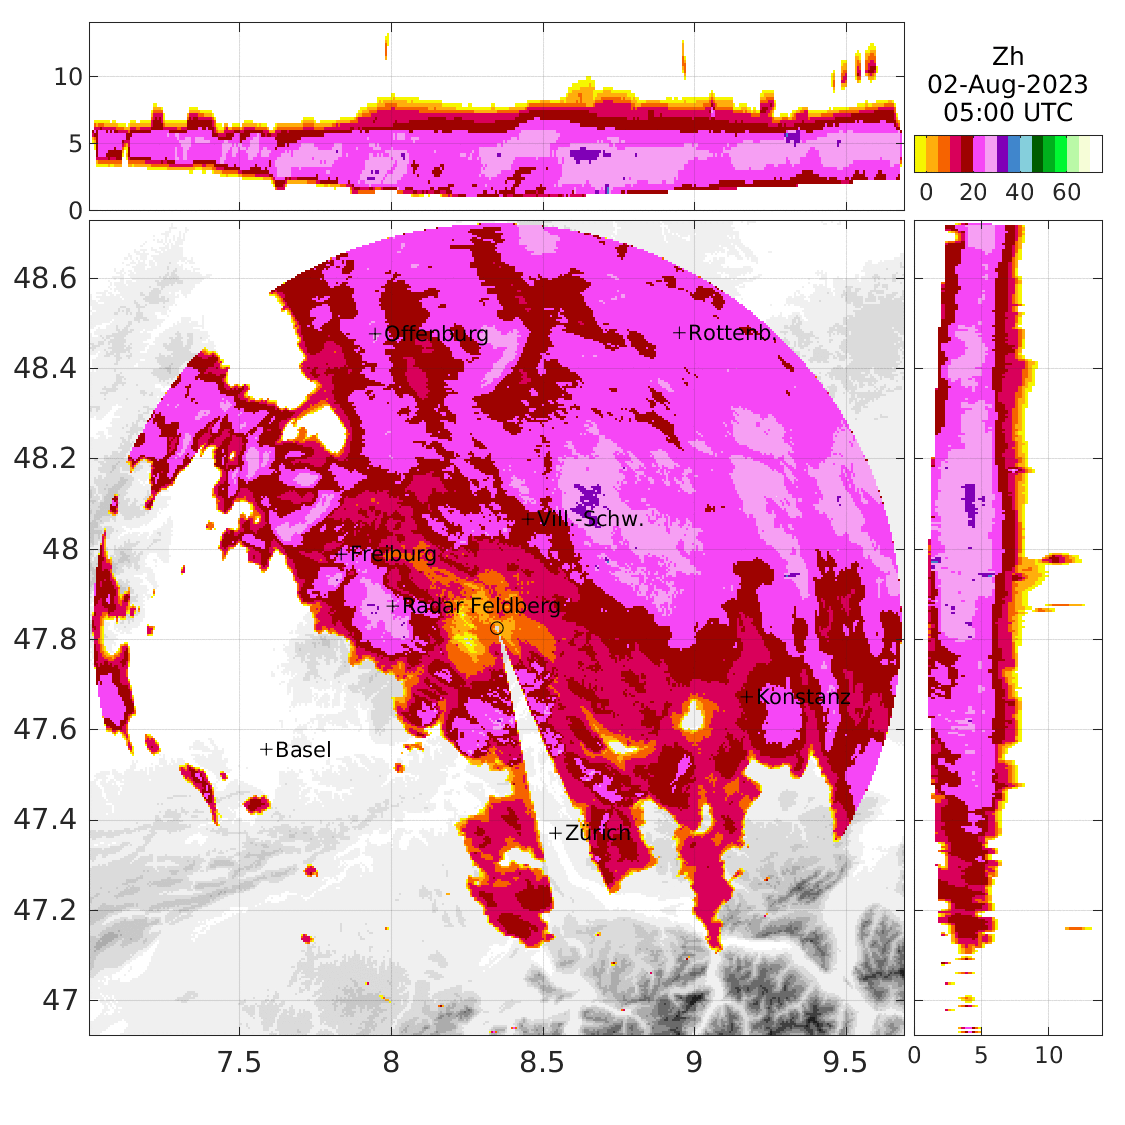 10
5
0
Zh
02-Aug-2023
05:00 UTC
0 20 40 60
48.6
48.4
48.2
48
47.8
47.6
47.4
47.2
47
+Offenburg
+Rottenb.
+Vill.-Schw.
+Freiburg
+Radar Feldberg
+Konstanz
+Basel
+Zürich
7.5 8 8.5 9 9.5
0 5 10